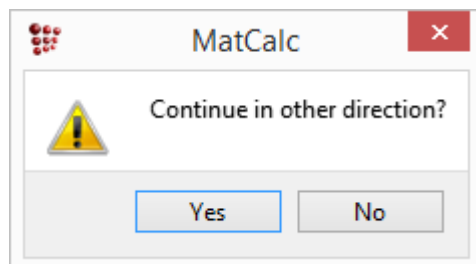 MatCalc
Continue in other direction?
Yes
No